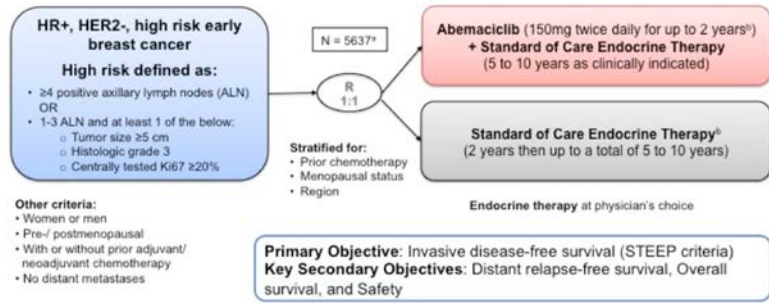 HR+, HER2-, high risk early
breast cancer
High risk defined as:
• ≥4 positive axillary lymph nodes (ALN)
OR
• 1-3 ALN and at least 1 of the below:
o Tumor size ≥5 cm
o Histologic grade 3
o Centrally tested Ki67 ≥20%
Other criteria:
• Women or men
• Pre-/ postmenopausal
• With or without prior adjuvant/
neoadjuvant chemotherapy
• No distant metastases
N = 5637ᵃ
R
1:1
Stratified for:
• Prior chemotherapy
• Menopausal status
• Region
Abemaciclib (150mg twice daily for up to 2 yearsᵇ)
+ Standard of Care Endocrine Therapy
(5 to 10 years as clinically indicated)
Standard of Care Endocrine Therapyᵇ
(2 years then up to a total of 5 to 10 years)
Endocrine therapy at physician's choice
Primary Objective: Invasive disease-free survival (STEEP criteria)
Key Secondary Objectives: Distant relapse-free survival, Overall
survival, and Safety